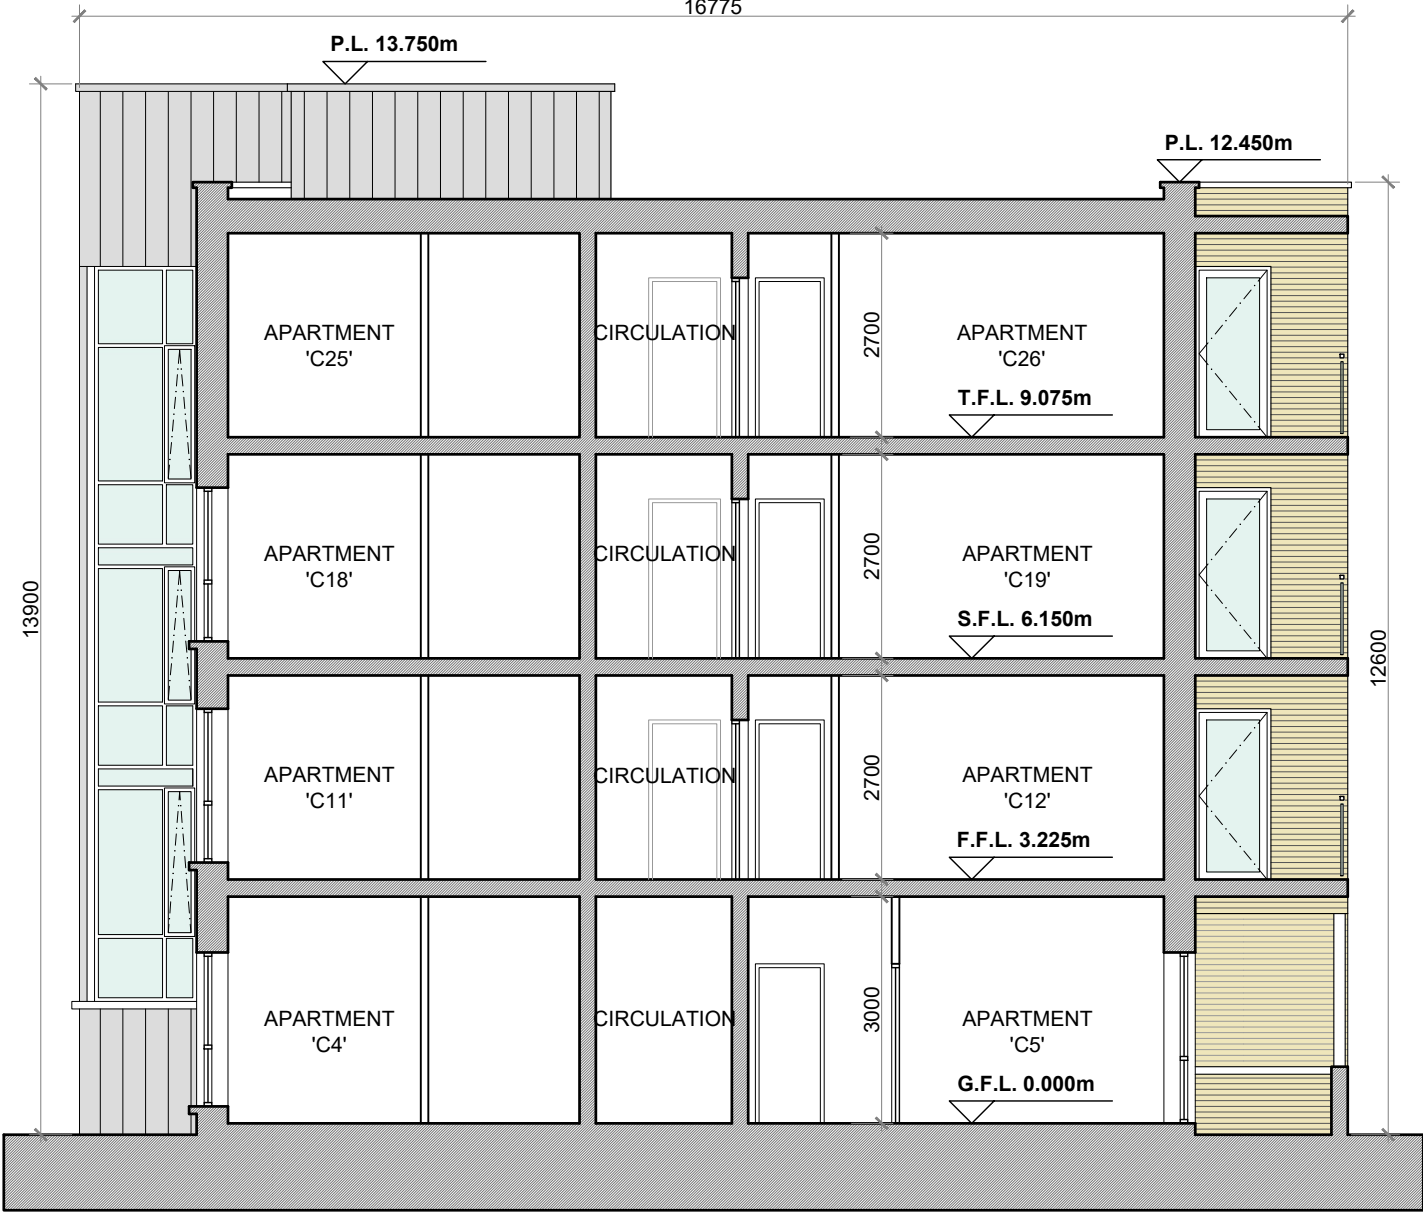 16775
P.L. 13.750m
P.L. 12.450m
APARTMENT
'C25'
CIRCULATION
2700
APARTMENT
'C26'
T.F.L. 9.075m
APARTMENT
'C18'
CIRCULATION
2700
APARTMENT
'C19'
S.F.L. 6.150m
13900
12600
APARTMENT
'C11'
CIRCULATION
2700
APARTMENT
'C12'
F.F.L. 3.225m
APARTMENT
'C4'
CIRCULATION
3000
APARTMENT
'C5'
G.F.L. 0.000m